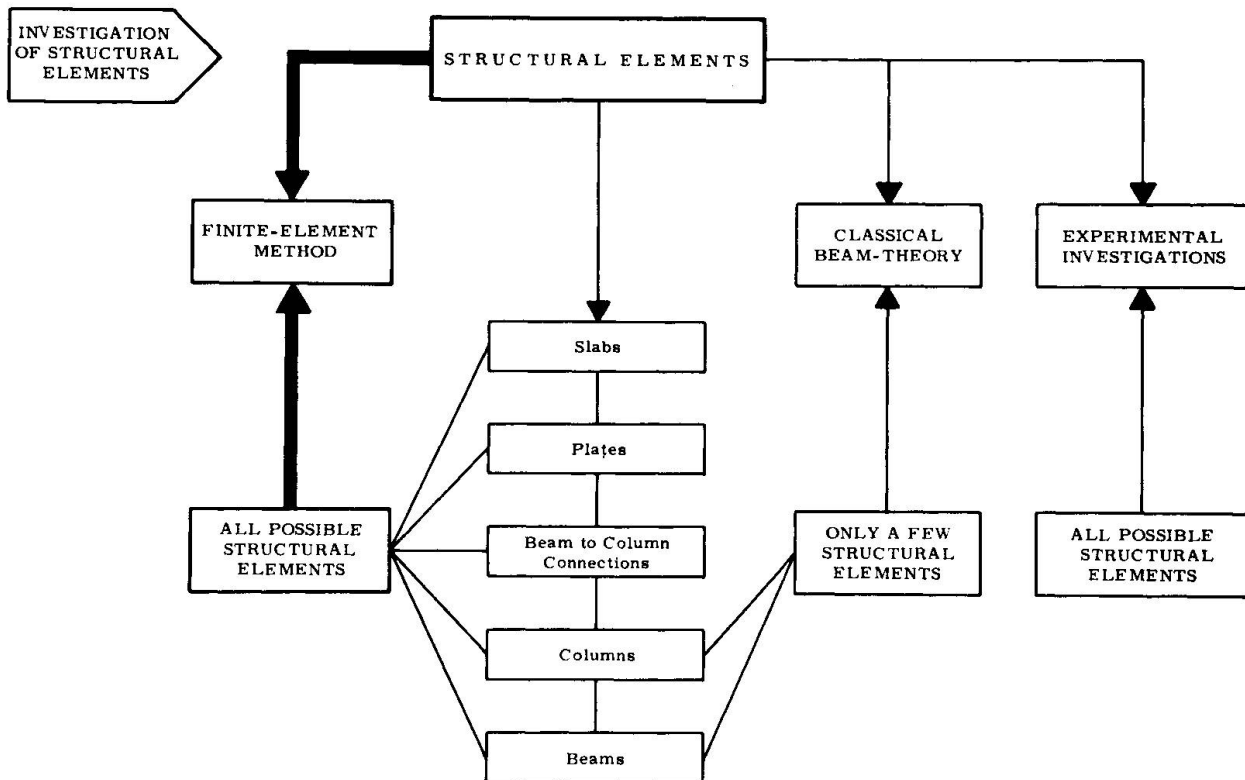 INVESTIGATION
OF STRUCTURAL
ELEMENTS
STRUCTURAL ELEMENTS
FINITE-ELEMENT
METHOD
CLASSICAL
BEAM-THEORY
EXPERIMENTAL
INVESTIGATIONS
Slabs
Plates
ALL POSSIBLE
STRUCTURAL
ELEMENTS
Beam to Column
Connections
ONLY A FEW
STRUCTURAL
ELEMENTS
ALL POSSIBLE
STRUCTURAL
ELEMENTS
Columns
Beams